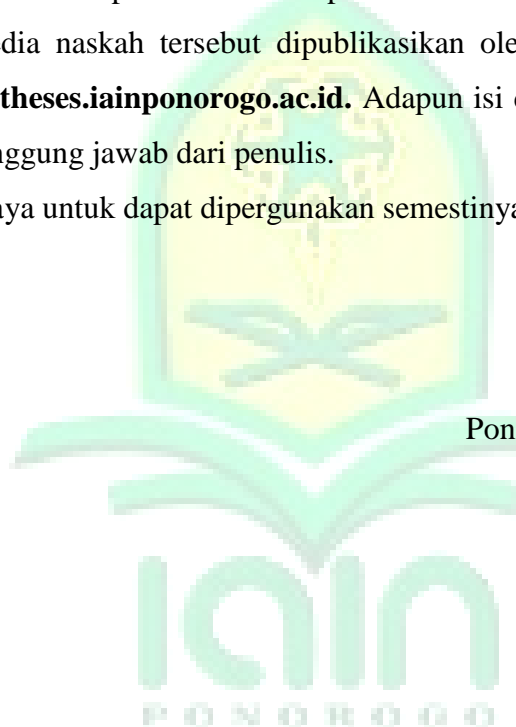 edia naskah tersebut dipublikasikan ole
theses.iainponorogo.ac.id. Adapun isi
nggung jawab dari penulis.
aya untuk dapat dipergunakan semestinya
Pon
iain
PONOROGO